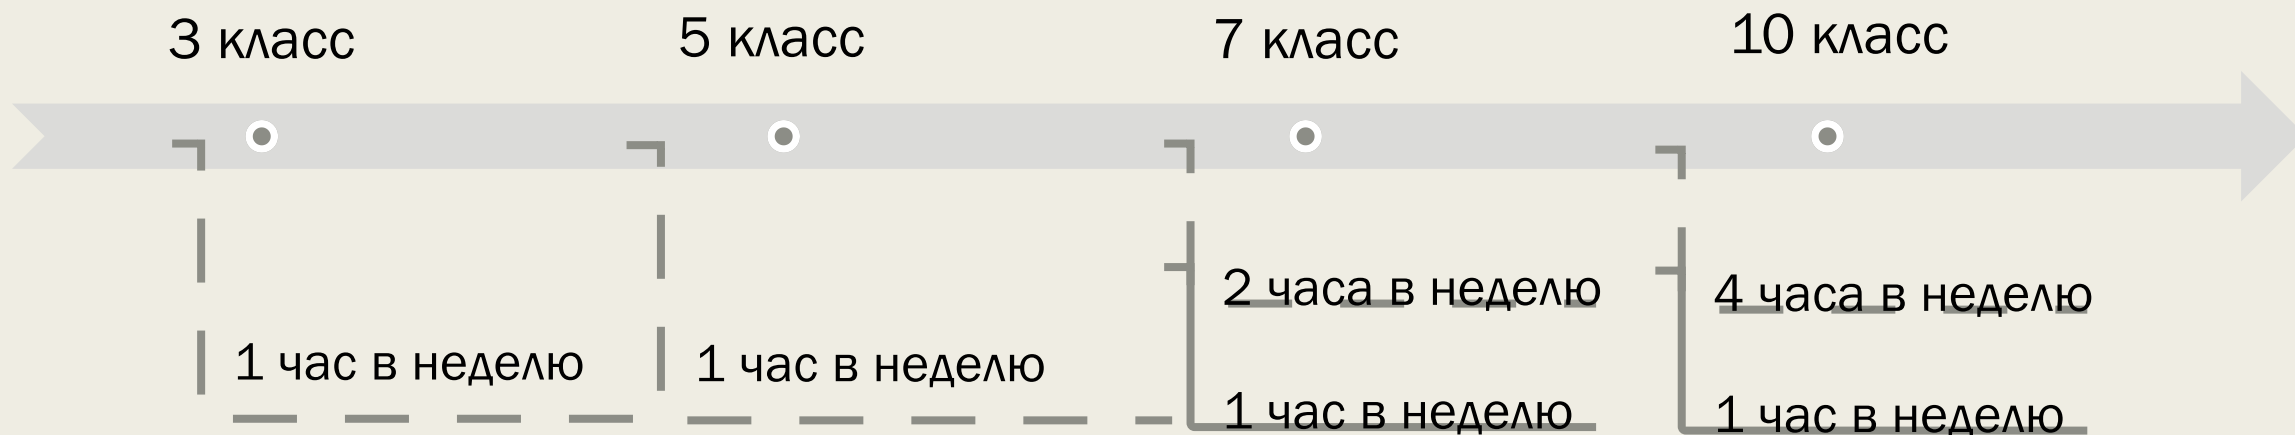 3 класс
5 класс
7 класс
10 класс
1 час в неделю
1 час в неделю
2 часа в неделю
1 час в неделю
4 часа в неделю
1 час в неделю